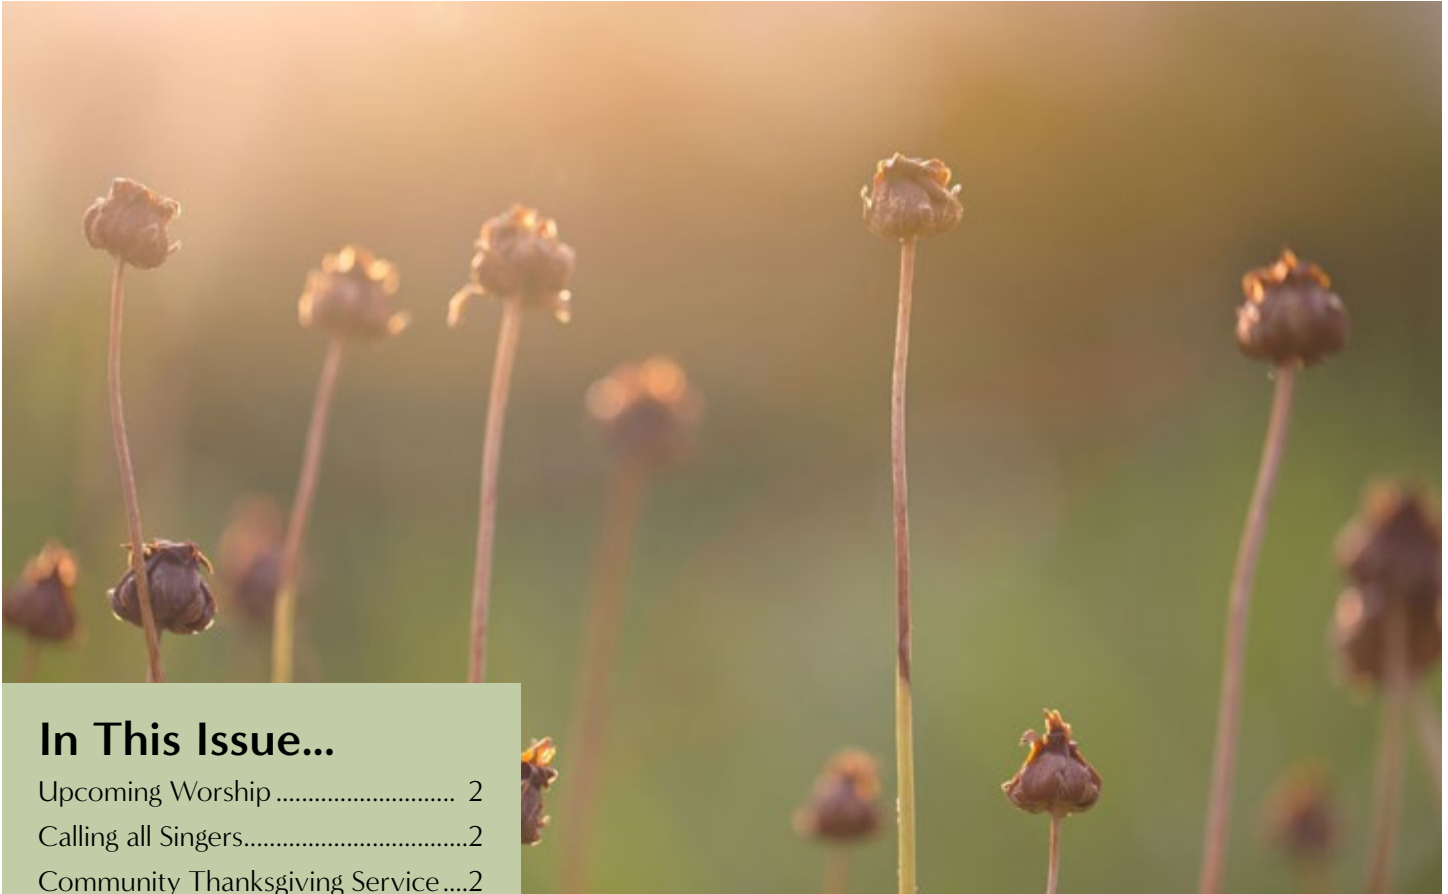 In This Issue...
Upcoming Worship ............................ 2
Calling all Singers...................................2
Community Thanksgiving Service....2